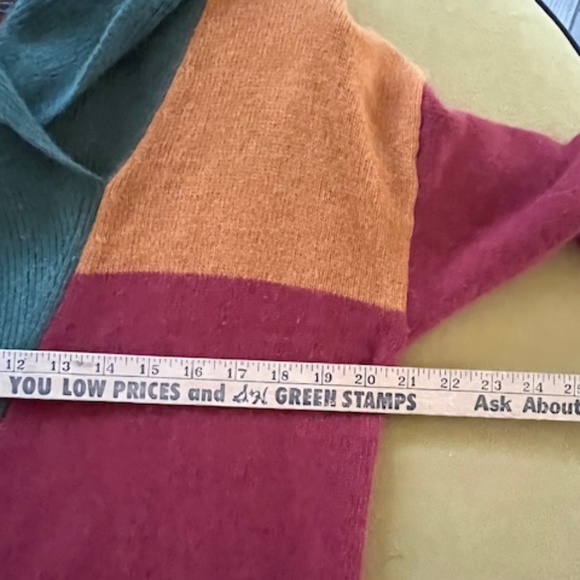 12 13 14 15 16 17 18 19 20 21 22 23 24 25
YOU LOW PRICES and S&H GREEN STAMPS Ask About